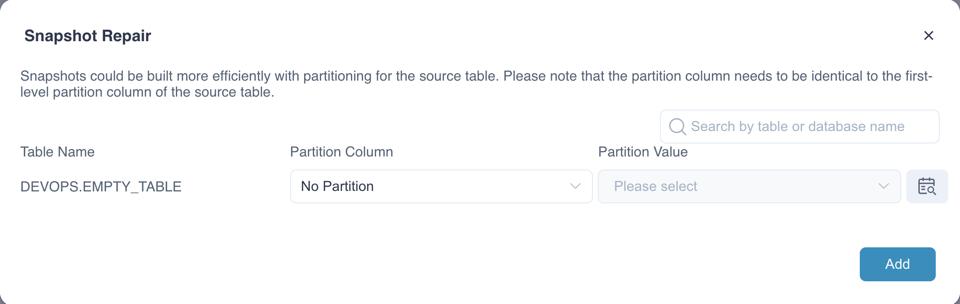 Snapshot Repair
Snapshots could be built more efficiently with partitioning for the source table. Please note that the partition column needs to be identical to the first-
level partition column of the source table.
Search by table or database name
Table Name Partition Column Partition Value
DEVOPS.EMPTY_TABLE No Partition Please select
Add